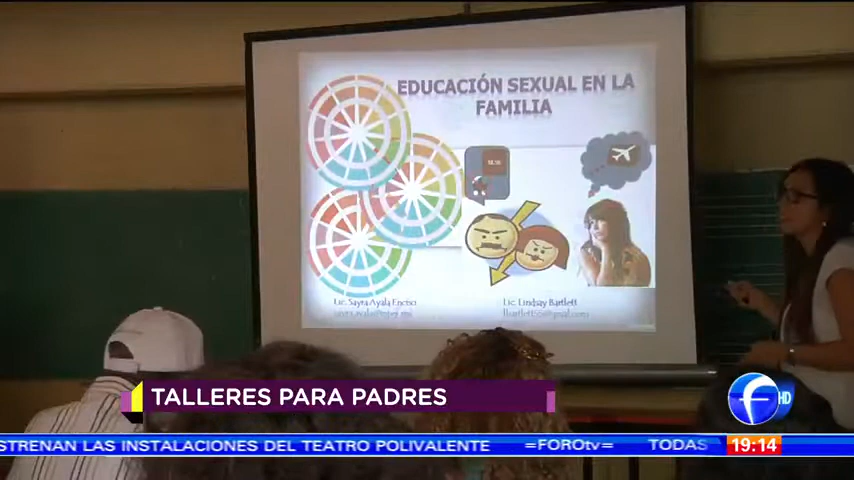 EDUCACIÓN SEXUAL EN LA
FAMILIA
Lic. Sayra Ayala Enciso
Lic. Lindsay Bartlett
TALLERES PARA PADRES
HD
STRENAN LAS INSTALACIONES DEL TEATRO POLIVALENTE =FOROtv= TODAS
19:14